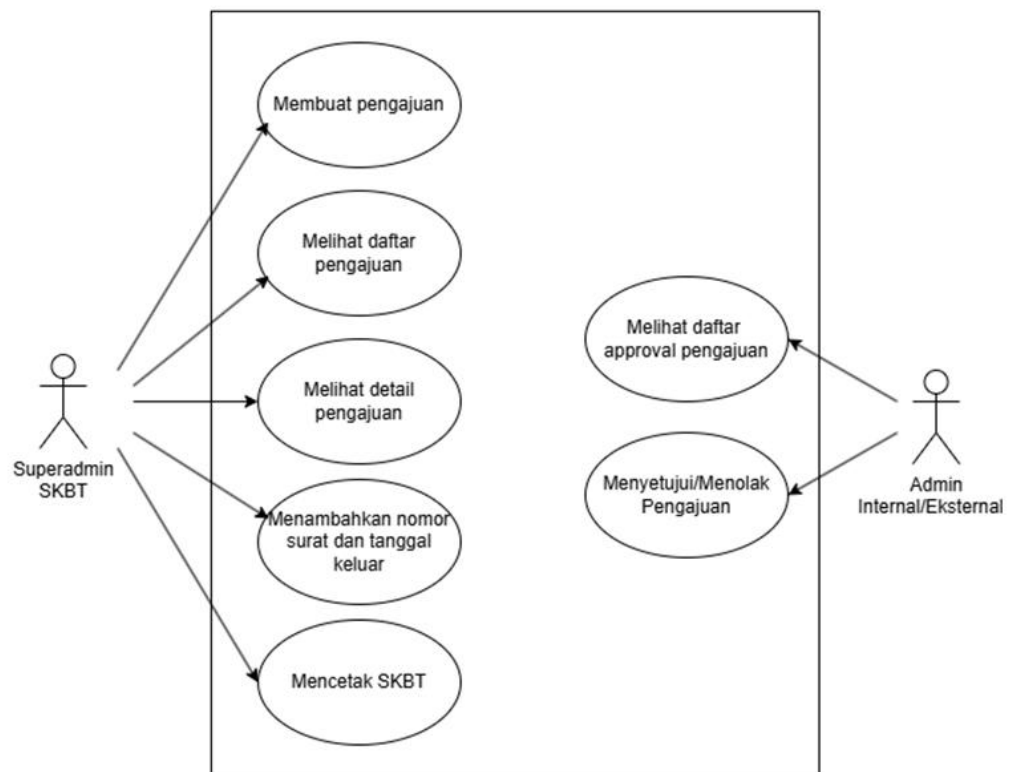 Membuat pengajuan
Melihat daftar
pengajuan
Melihat detail
pengajuan
Menambahkan nomor
surat dan tanggal
keluar
Mencetak SKBT
Superadmin
SKBT
Melihat daftar
approval pengajuan
Menyetujui/Menolak
Pengajuan
Admin
Internal/Eksternal